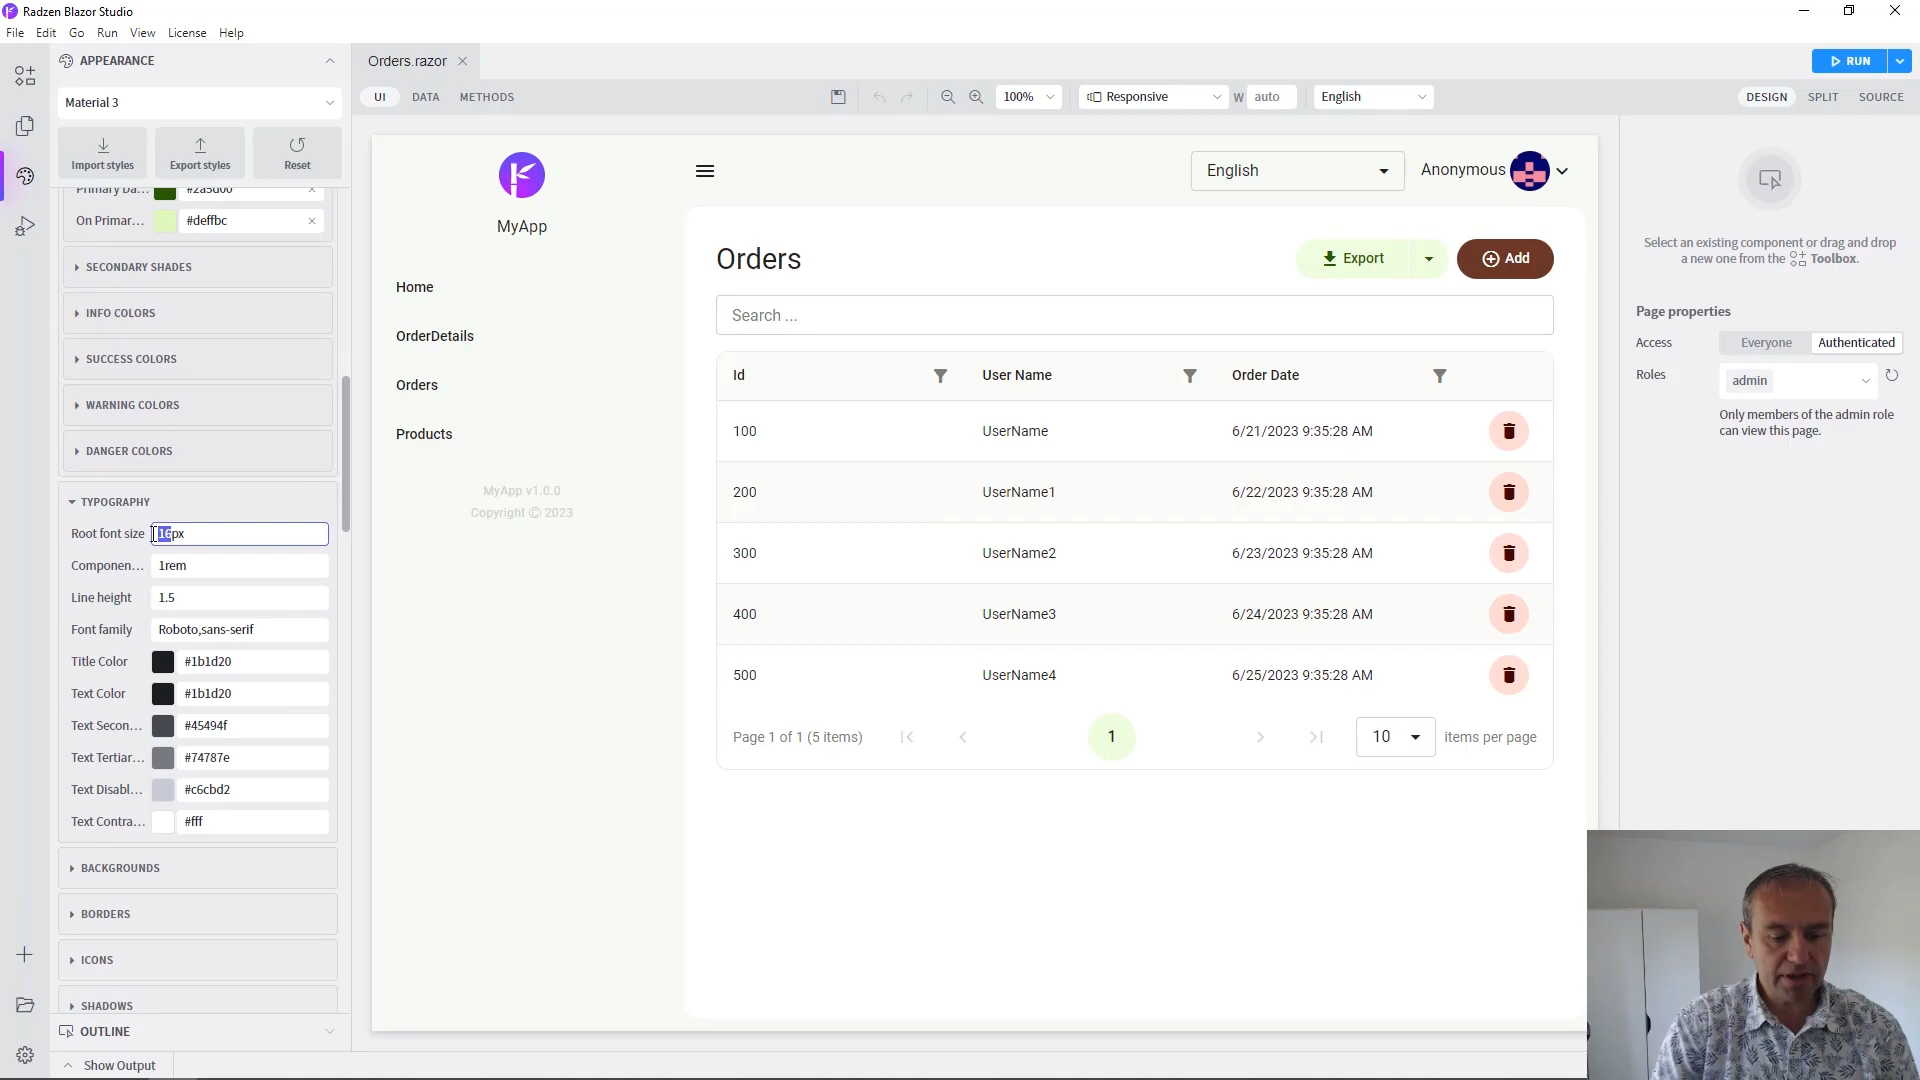 Radzen Blazor Studio
File Edit Go Run View License Help
APPEARANCE
Material 3
Import styles
Export styles
Reset
Primary Da... #2a5d00
On Primar... #deffbc
SECONDARY SHADES
INFO COLORS
SUCCESS COLORS
WARNING COLORS
DANGER COLORS
TYPOGRAPHY
Root font size 16px
Componen... 1rem
Line height 1.5
Font family Roboto,sans-serif
Title Color #1b1d20
Text Color #1b1d20
Text Secon... #45494f
Text Tertiar... #74787e
Text Disabl... #c6cbd2
Text Contra... #fff
BACKGROUNDS
BORDERS
ICONS
SHADOWS
OUTLINE
Show Output
Orders.razor
RUN
UI DATA METHODS
100%
Responsive
W auto
English
DESIGN SPLIT SOURCE
MyApp
Home
OrderDetails
Orders
Products
MyApp v1.0.0
Copyright © 2023
English
Anonymous
Orders
Export
Add
Search ...
Id User Name Order Date
100 UserName 6/21/2023 9:35:28 AM
200 UserName1 6/22/2023 9:35:28 AM
300 UserName2 6/23/2023 9:35:28 AM
400 UserName3 6/24/2023 9:35:28 AM
500 UserName4 6/25/2023 9:35:28 AM
Page 1 of 1 (5 items) 1 10 items per page
Select an existing component or drag and drop
a new one from the Toolbox.
Page properties
Access Everyone Authenticated
Roles admin
Only members of the admin role
can view this page.